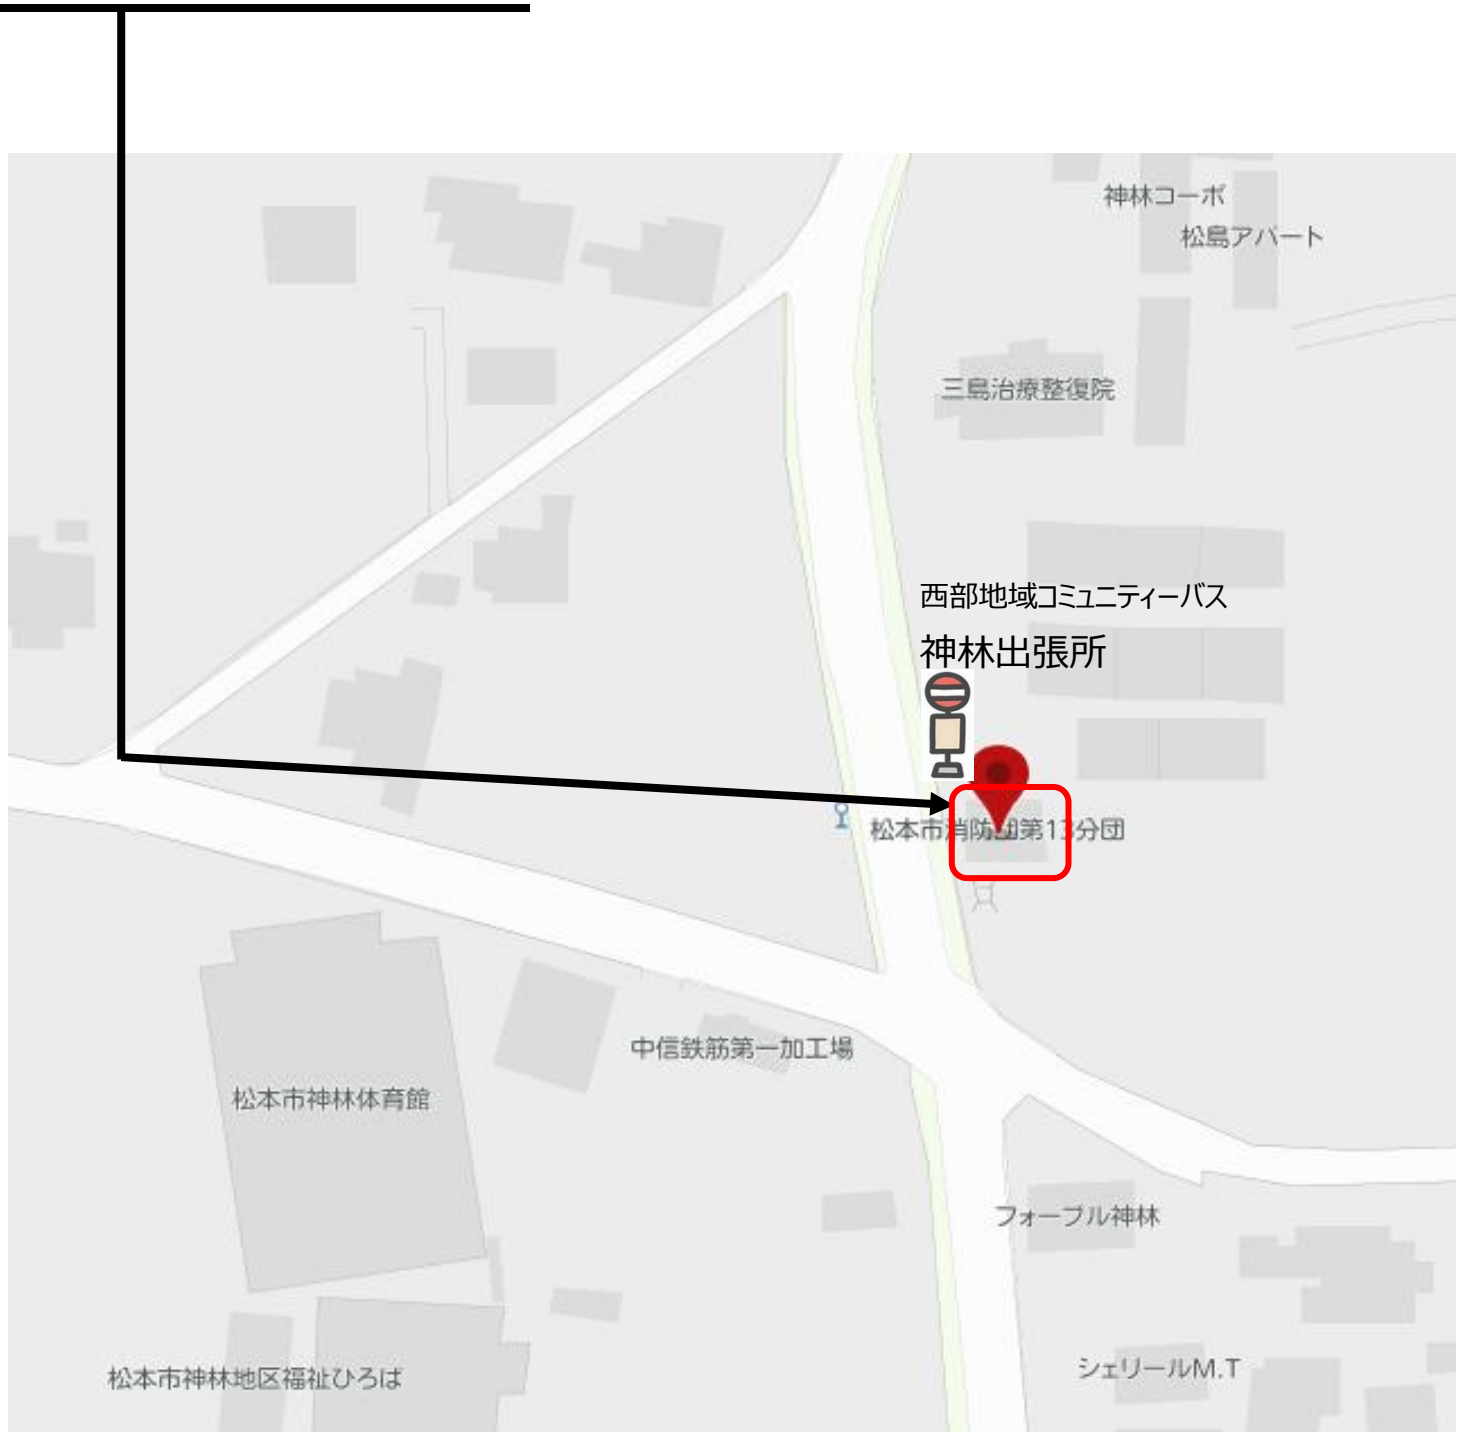 神林コーポ
松島アパート
三島治療整復院
西部地域コミュニティーバス
神林出張所
松本市消防団第13分団
中信鉄筋第一加工場
松本市神林体育館
フォーブル神林
松本市神林地区福祉ひろば
シェリールM.T